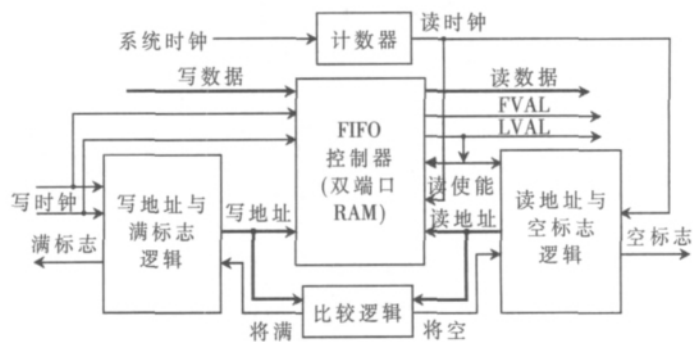 系统时钟
计数器
读时钟
写数据
读数据
FVAL
LVAL
FIFO
控制器
(双端口
RAM)
读使能
写时钟
写地址与
满标志
逻辑
写地址
读地址
读地址与
空标志
逻辑
满标志
空标志
将满
比较逻辑
将空